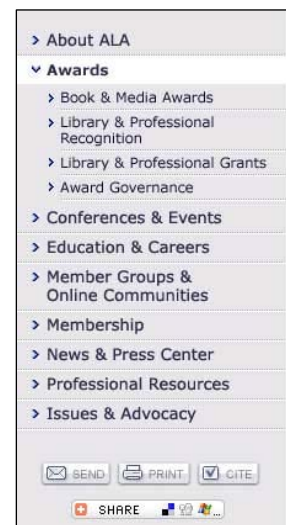 About ALA
Awards
Book & Media Awards
Library & Professional
Recognition
Library & Professional Grants
Award Governance
Conferences & Events
Education & Careers
Member Groups &
Online Communities
Membership
News & Press Center
Professional Resources
Issues & Advocacy
SEND PRINT CITE
SHARE ...